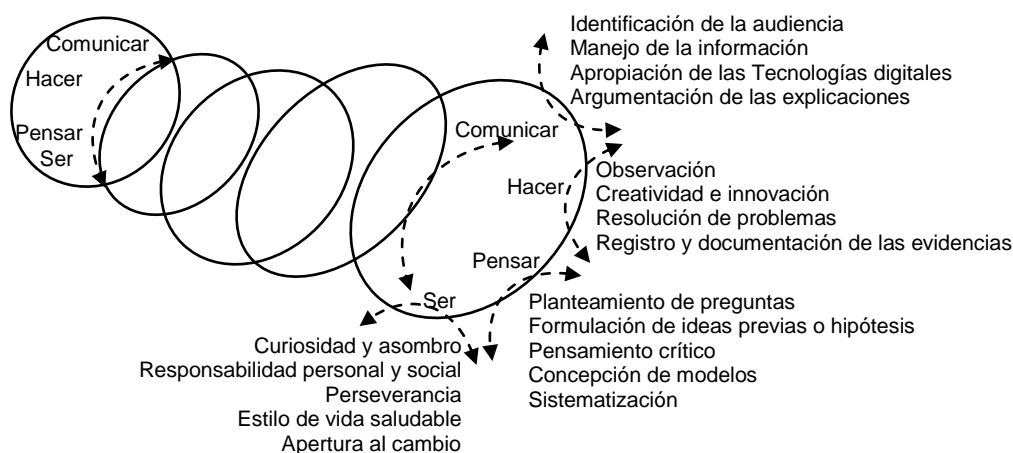 Comunicar
Hacer
Pensar
Ser
Identificación de la audiencia
Manejo de la información
Apropiación de las Tecnologías digitales
Argumentación de las explicaciones
Comunicar
Hacer
Observación
Creatividad e innovación
Resolución de problemas
Registro y documentación de las evidencias
Pensar
Planteamiento de preguntas
Formulación de ideas previas o hipótesis
Pensamiento crítico
Concepción de modelos
Sistematización
Ser
Curiosidad y asombro
Responsabilidad personal y social
Perseverancia
Estilo de vida saludable
Apertura al cambio